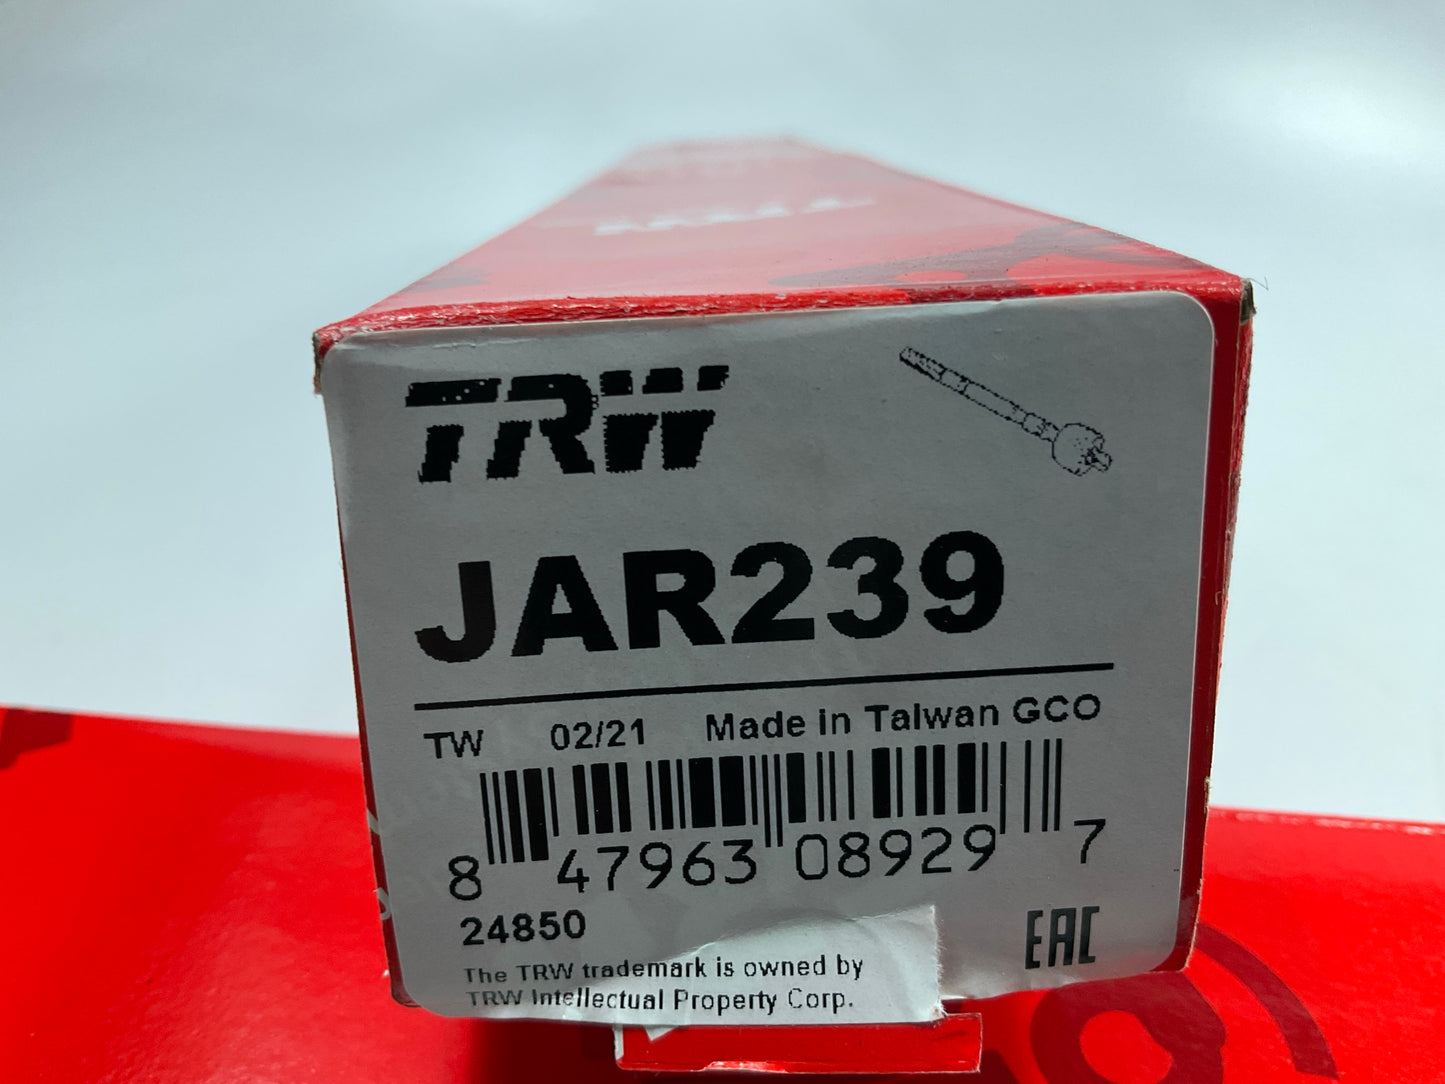 TRW
JAR239
TW 02/21 Made in Taiwan GCO
8 47963 08929 7
24850
EAC
The TRW trademark is owned by
TRW Intellectual Property Corp.